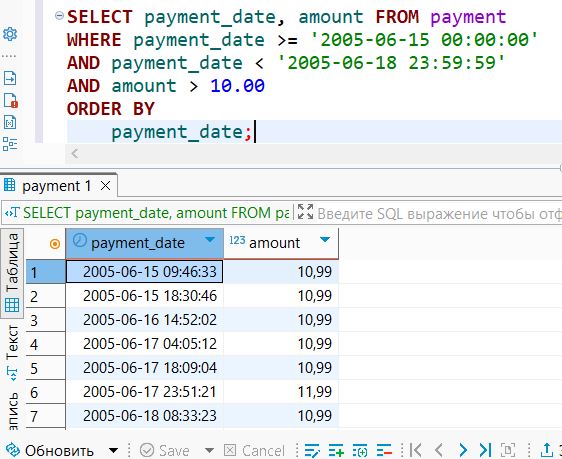 SELECT payment_date, amount FROM payment
WHERE payment_date >= '2005-06-15 00:00:00'
AND payment_date < '2005-06-18 23:59:59'
AND amount > 10.00
ORDER BY
payment_date;
payment 1
SELECT payment_date, amount FROM pa
Введите SQL выражение чтобы отф
Таблица
Текст
апись
payment_date 123 amount
1 2005-06-15 09:46:33 10,99
2 2005-06-15 18:30:46 10,99
3 2005-06-16 14:52:02 10,99
4 2005-06-17 04:05:12 10,99
5 2005-06-17 18:09:04 10,99
6 2005-06-17 23:51:21 11,99
7 2005-06-18 08:33:23 10,99
Обновить Save Cancel